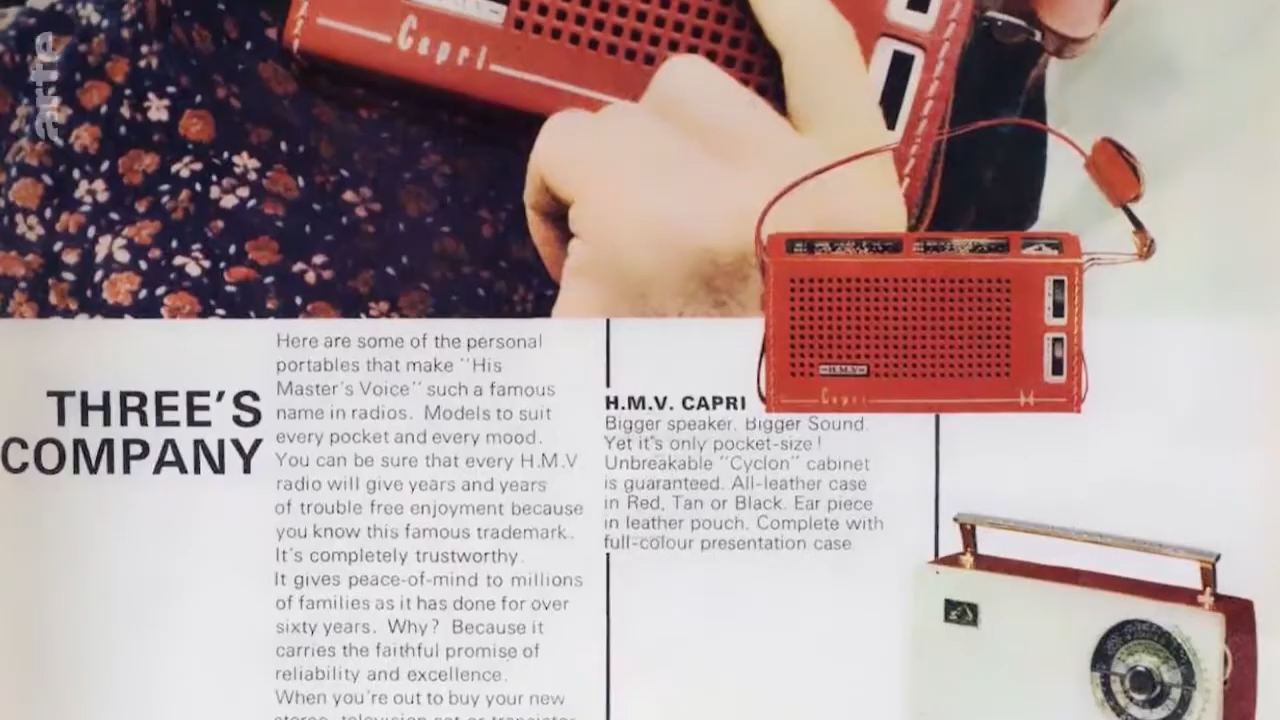 arte
Capri
THREE'S
COMPANY
Here are some of the personal
portables that make "His
Master's Voice" such a famous
name in radios. Models to suit
every pocket and every mood.
You can be sure that every H.M.V
radio will give years and years
of trouble free enjoyment because
you know this famous trademark.
It's completely trustworthy.
It gives peace-of-mind to millions
of families as it has done for over
sixty years. Why? Because it
carries the faithful promise of
reliability and excellence.
When you're out to buy your new
stereo, television set or transistor
H.M.V
Capri
H.M.V. CAPRI
Bigger speaker. Bigger Sound.
Yet it's only pocket-size!
Unbreakable "Cyclon" cabinet
is guaranteed. All-leather case
in Red, Tan or Black. Ear piece
in leather pouch. Complete with
full-colour presentation case